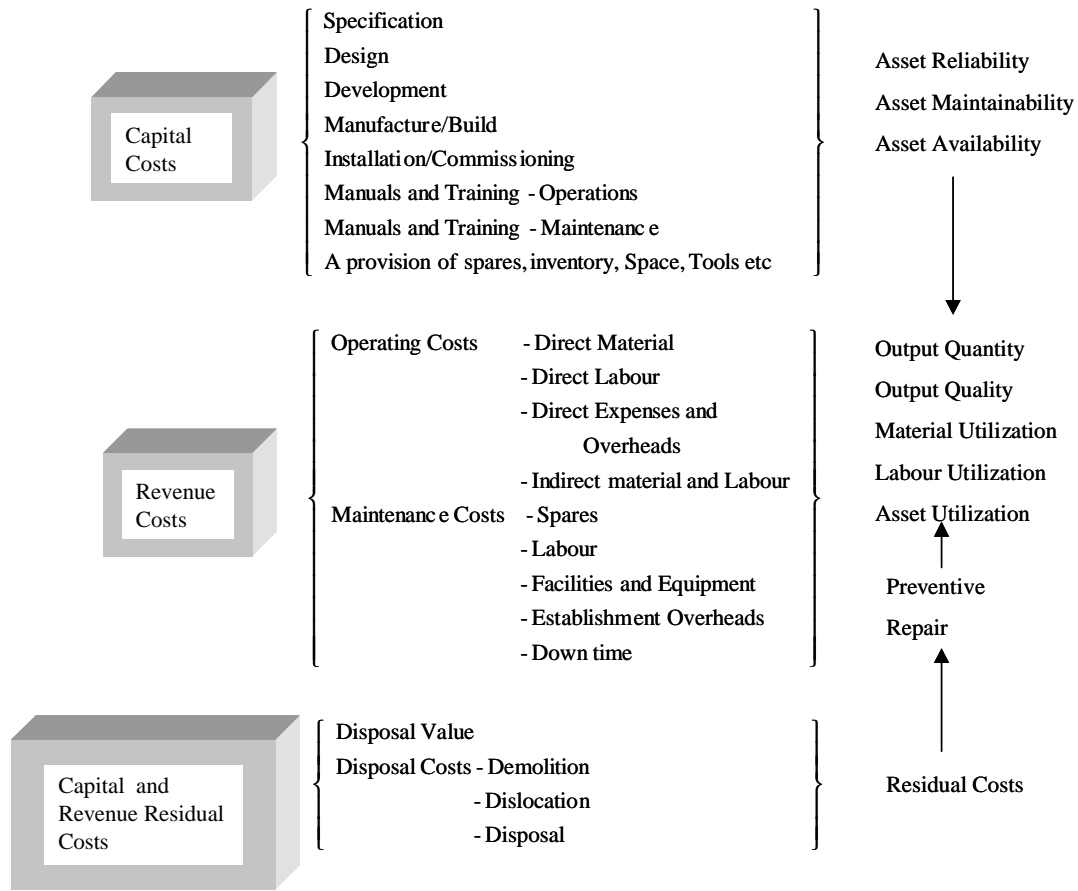 Capital
Costs
Specification
Design
Development
Manufacture/Build
Installation/Commissioning
Manuals and Training - Operations
Manuals and Training - Maintenance
A provision of spares, inventory, Space, Tools etc
Asset Reliability
Asset Maintainability
Asset Availability
Revenue
Costs
Operating Costs - Direct Material
- Direct Labour
- Direct Expenses and
Overheads
- Indirect material and Labour
Maintenance Costs - Spares
- Labour
- Facilities and Equipment
- Establishment Overheads
- Down time
Output Quantity
Output Quality
Material Utilization
Labour Utilization
Asset Utilization
Preventive
Repair
Capital and
Revenue Residual
Costs
Disposal Value
Disposal Costs - Demolition
- Dislocation
- Disposal
Residual Costs